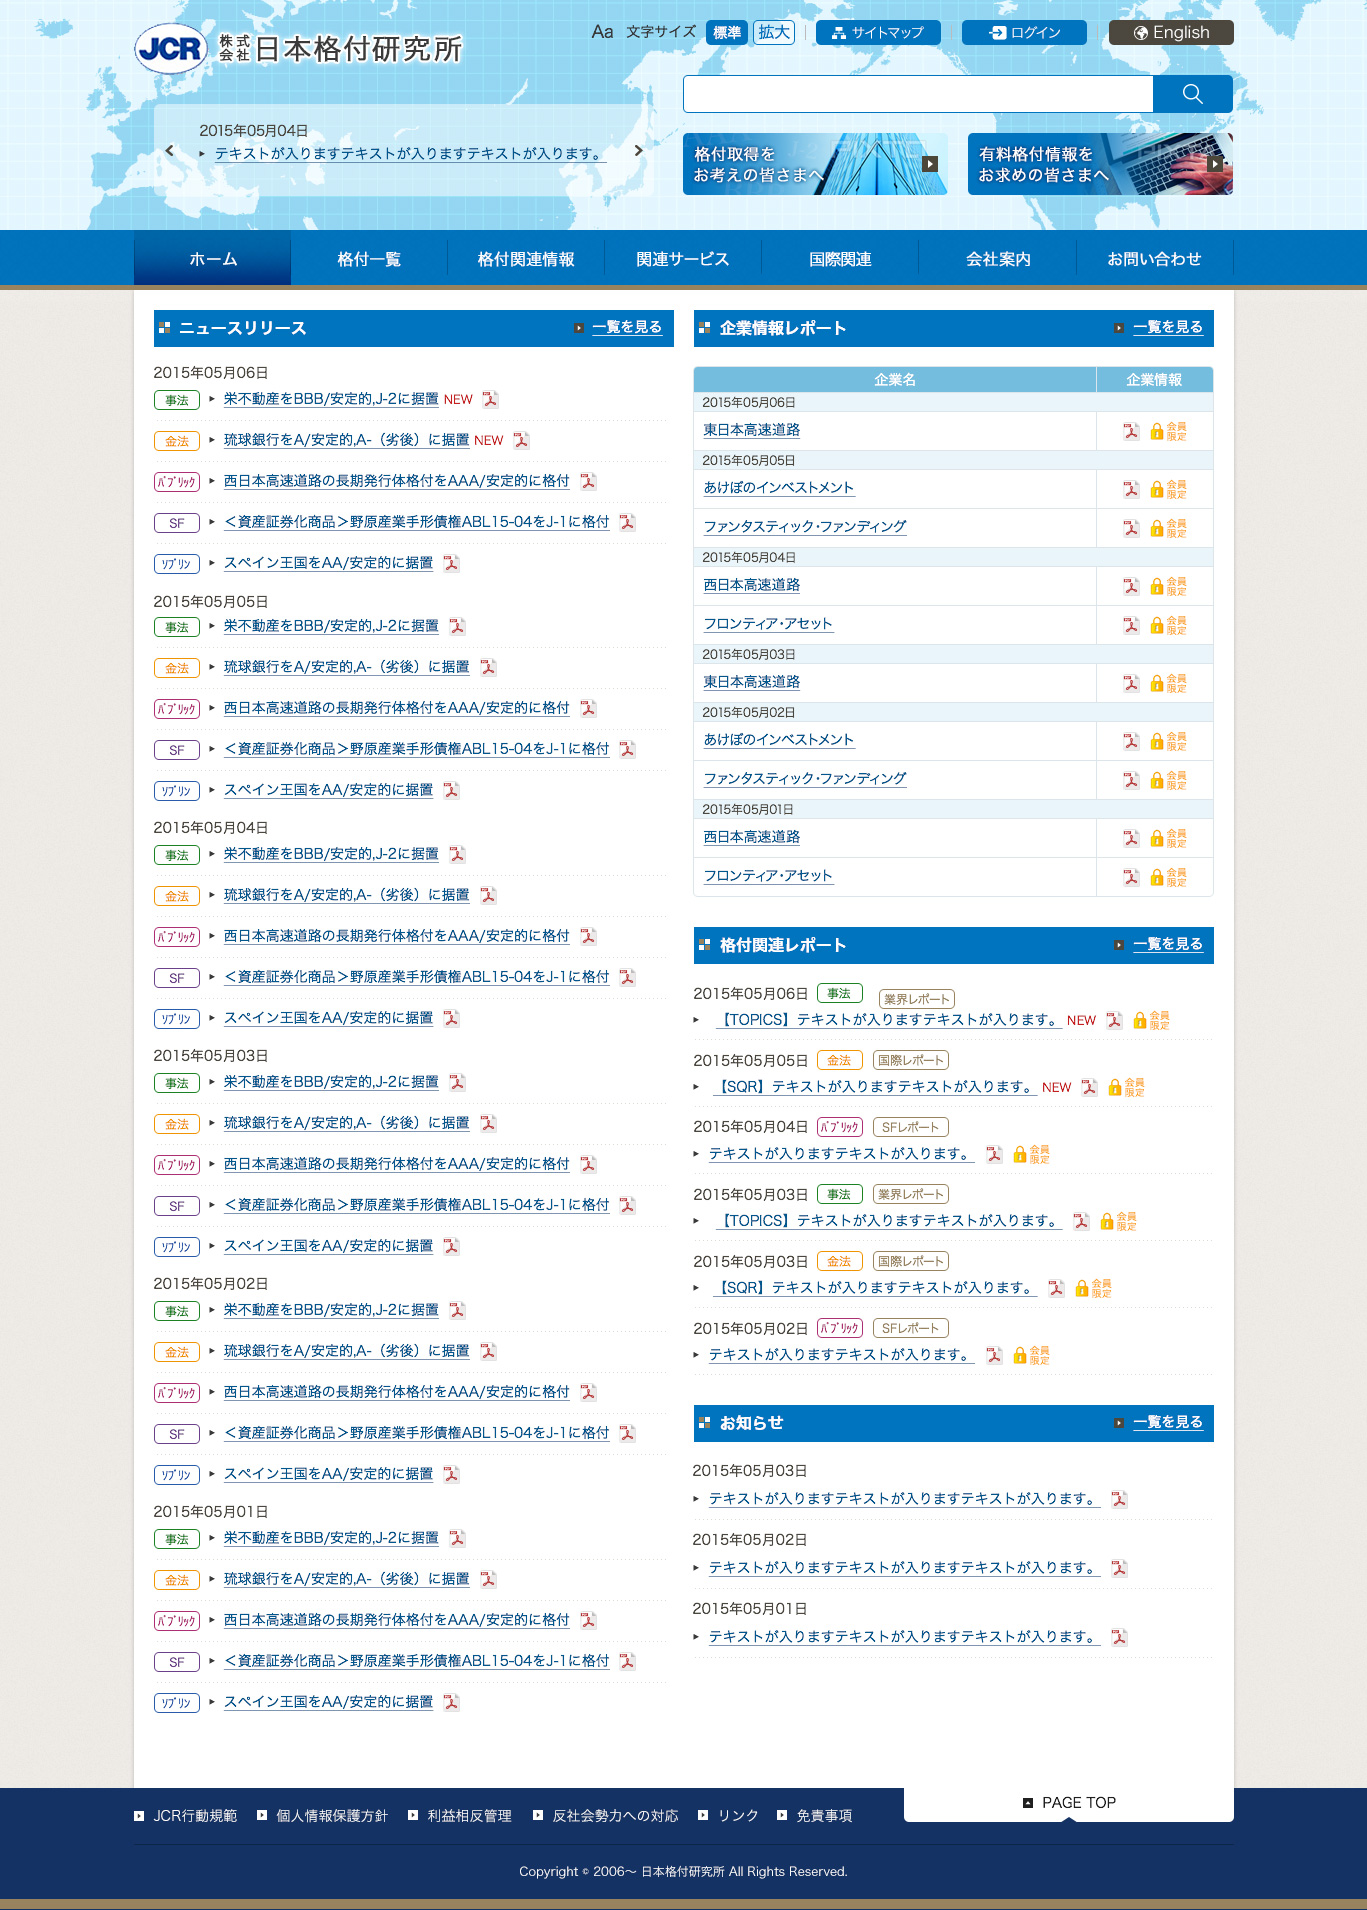 JCR 株式会社日本格付研究所
Aa 文字サイズ 標準 拡大 サイトマップ ログイン English
2015年05月04日
テキストが入りますテキストが入りますテキストが入ります。
格付取得を
お考えの皆さまへ
有料格付情報を
お求めの皆さまへ
ホーム 格付一覧 格付関連情報 関連サービス 国際関連 会社案内 お問い合わせ
ニュースリリース 一覧を見る
2015年05月06日
事法 栄不動産をBBB/安定的,J-2に据置 NEW
金法 琉球銀行をA/安定的,A-（劣後）に据置 NEW
ﾊﾟﾌﾞﾘｯｸ 西日本高速道路の長期発行体格付をAAA/安定的に格付
SF ＜資産証券化商品＞野原産業手形債権ABL15-04をJ-1に格付
ｿﾌﾞﾘﾝ スペイン王国をAA/安定的に据置
2015年05月05日
事法 栄不動産をBBB/安定的,J-2に据置
金法 琉球銀行をA/安定的,A-（劣後）に据置
ﾊﾟﾌﾞﾘｯｸ 西日本高速道路の長期発行体格付をAAA/安定的に格付
SF ＜資産証券化商品＞野原産業手形債権ABL15-04をJ-1に格付
ｿﾌﾞﾘﾝ スペイン王国をAA/安定的に据置
2015年05月04日
事法 栄不動産をBBB/安定的,J-2に据置
金法 琉球銀行をA/安定的,A-（劣後）に据置
ﾊﾟﾌﾞﾘｯｸ 西日本高速道路の長期発行体格付をAAA/安定的に格付
SF ＜資産証券化商品＞野原産業手形債権ABL15-04をJ-1に格付
ｿﾌﾞﾘﾝ スペイン王国をAA/安定的に据置
2015年05月03日
事法 栄不動産をBBB/安定的,J-2に据置
金法 琉球銀行をA/安定的,A-（劣後）に据置
ﾊﾟﾌﾞﾘｯｸ 西日本高速道路の長期発行体格付をAAA/安定的に格付
SF ＜資産証券化商品＞野原産業手形債権ABL15-04をJ-1に格付
ｿﾌﾞﾘﾝ スペイン王国をAA/安定的に据置
2015年05月02日
事法 栄不動産をBBB/安定的,J-2に据置
金法 琉球銀行をA/安定的,A-（劣後）に据置
ﾊﾟﾌﾞﾘｯｸ 西日本高速道路の長期発行体格付をAAA/安定的に格付
SF ＜資産証券化商品＞野原産業手形債権ABL15-04をJ-1に格付
ｿﾌﾞﾘﾝ スペイン王国をAA/安定的に据置
2015年05月01日
事法 栄不動産をBBB/安定的,J-2に据置
金法 琉球銀行をA/安定的,A-（劣後）に据置
ﾊﾟﾌﾞﾘｯｸ 西日本高速道路の長期発行体格付をAAA/安定的に格付
SF ＜資産証券化商品＞野原産業手形債権ABL15-04をJ-1に格付
ｿﾌﾞﾘﾝ スペイン王国をAA/安定的に据置
企業情報レポート 一覧を見る
企業名 企業情報
2015年05月06日
東日本高速道路 会員限定
2015年05月05日
あけぼのインベストメント 会員限定
ファンタスティック・ファンディング 会員限定
2015年05月04日
西日本高速道路 会員限定
フロンティア・アセット 会員限定
2015年05月03日
東日本高速道路 会員限定
2015年05月02日
あけぼのインベストメント 会員限定
ファンタスティック・ファンディング 会員限定
2015年05月01日
西日本高速道路 会員限定
フロンティア・アセット 会員限定
格付関連レポート 一覧を見る
2015年05月06日 事法 業界レポート
【TOPICS】テキストが入りますテキストが入ります。 NEW 会員限定
2015年05月05日 金法 国際レポート
【SQR】テキストが入りますテキストが入ります。 NEW 会員限定
2015年05月04日 ﾊﾟﾌﾞﾘｯｸ SFレポート
テキストが入りますテキストが入ります。 会員限定
2015年05月03日 事法 業界レポート
【TOPICS】テキストが入りますテキストが入ります。 会員限定
2015年05月03日 金法 国際レポート
【SQR】テキストが入りますテキストが入ります。 会員限定
2015年05月02日 ﾊﾟﾌﾞﾘｯｸ SFレポート
テキストが入りますテキストが入ります。 会員限定
お知らせ 一覧を見る
2015年05月03日
テキストが入りますテキストが入りますテキストが入ります。
2015年05月02日
テキストが入りますテキストが入りますテキストが入ります。
2015年05月01日
テキストが入りますテキストが入りますテキストが入ります。
JCR行動規範 個人情報保護方針 利益相反管理 反社会勢力への対応 リンク 免責事項 PAGE TOP
Copyright © 2006〜 日本格付研究所 All Rights Reserved.